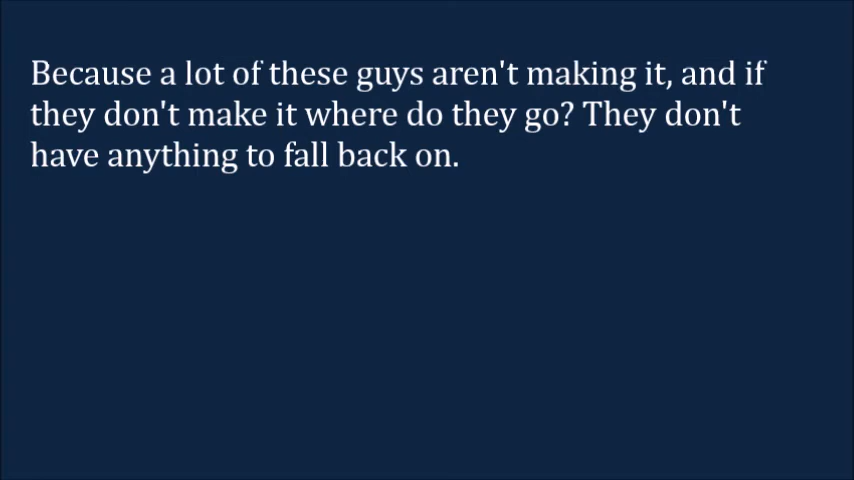 Because a lot of these guys aren't making it, and if
they don't make it where do they go? They don't
have anything to fall back on.